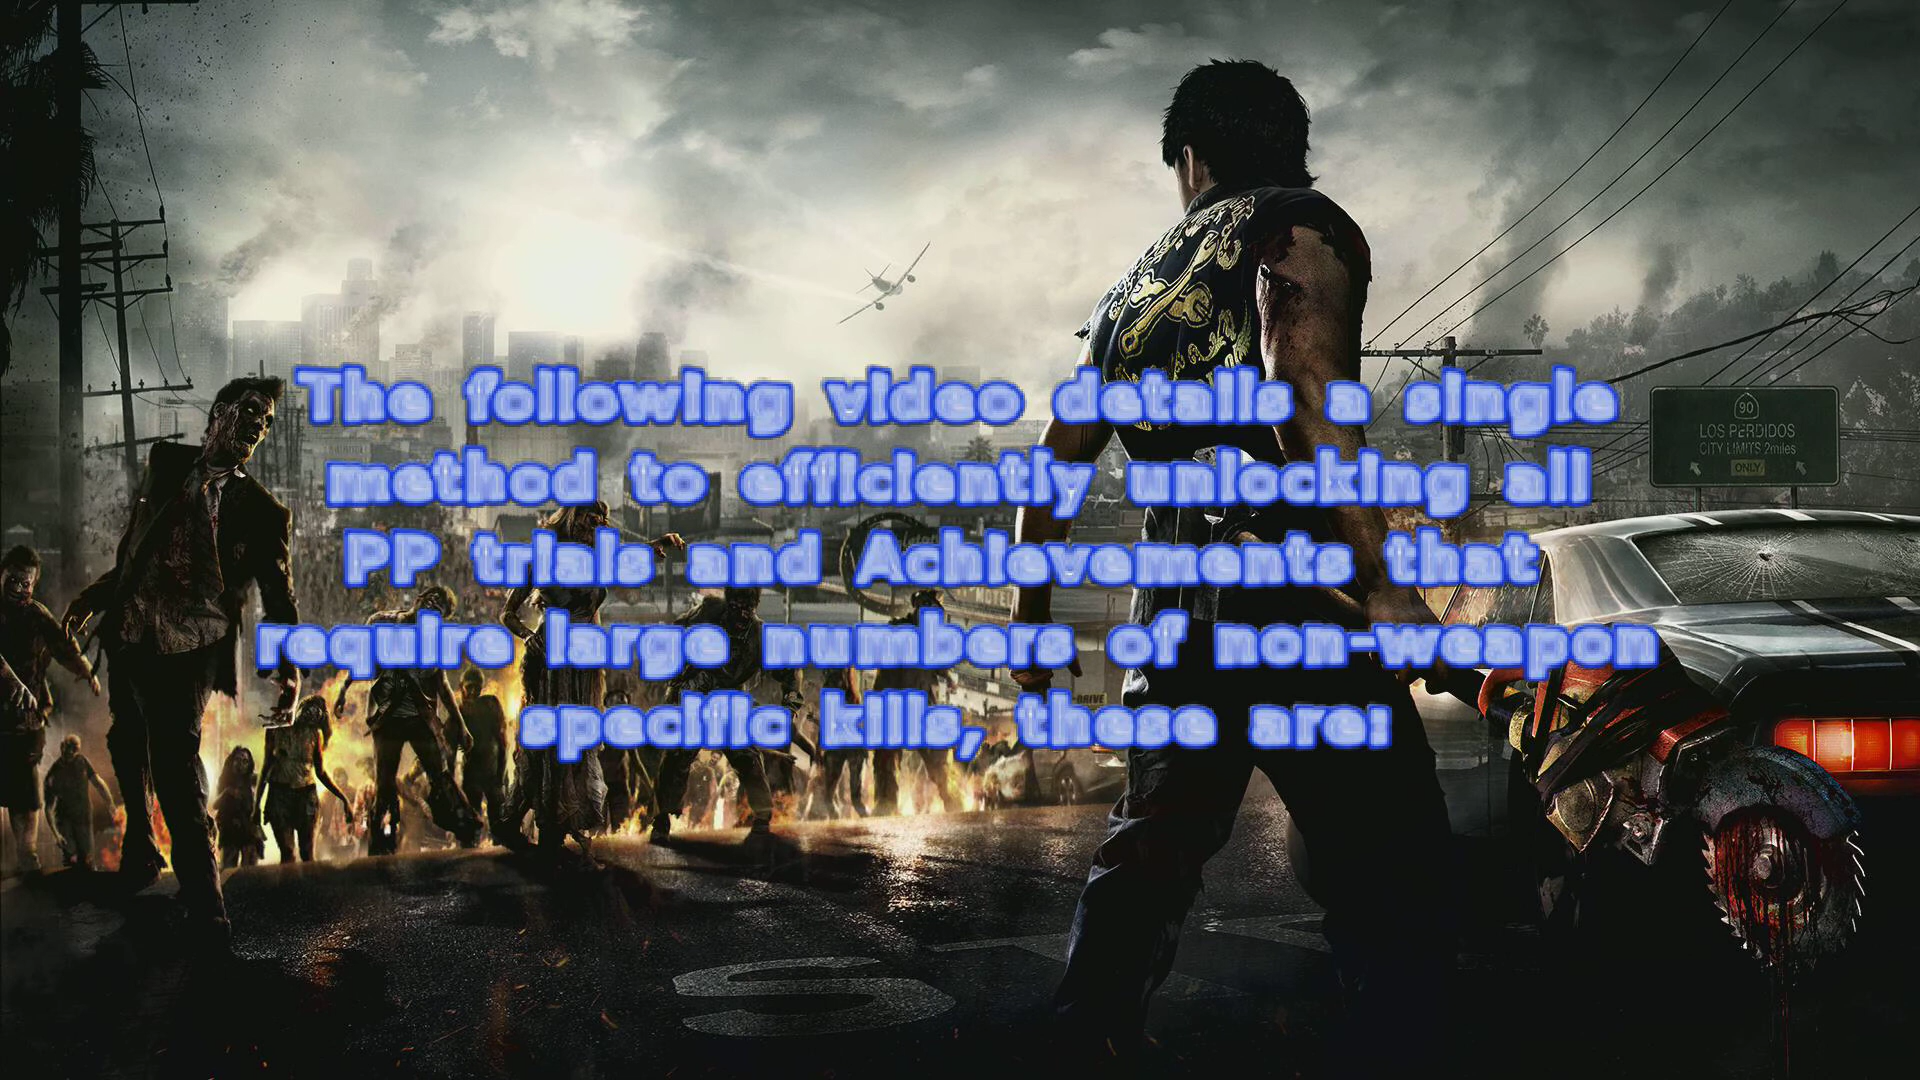 The following video details a single
method to efficiently unlocking all
PP trials and Achievements that
require large numbers of non-weapon
specific kills, these are:
90
LOS PERDIDOS
CITY LIMITS 2miles
ONLY